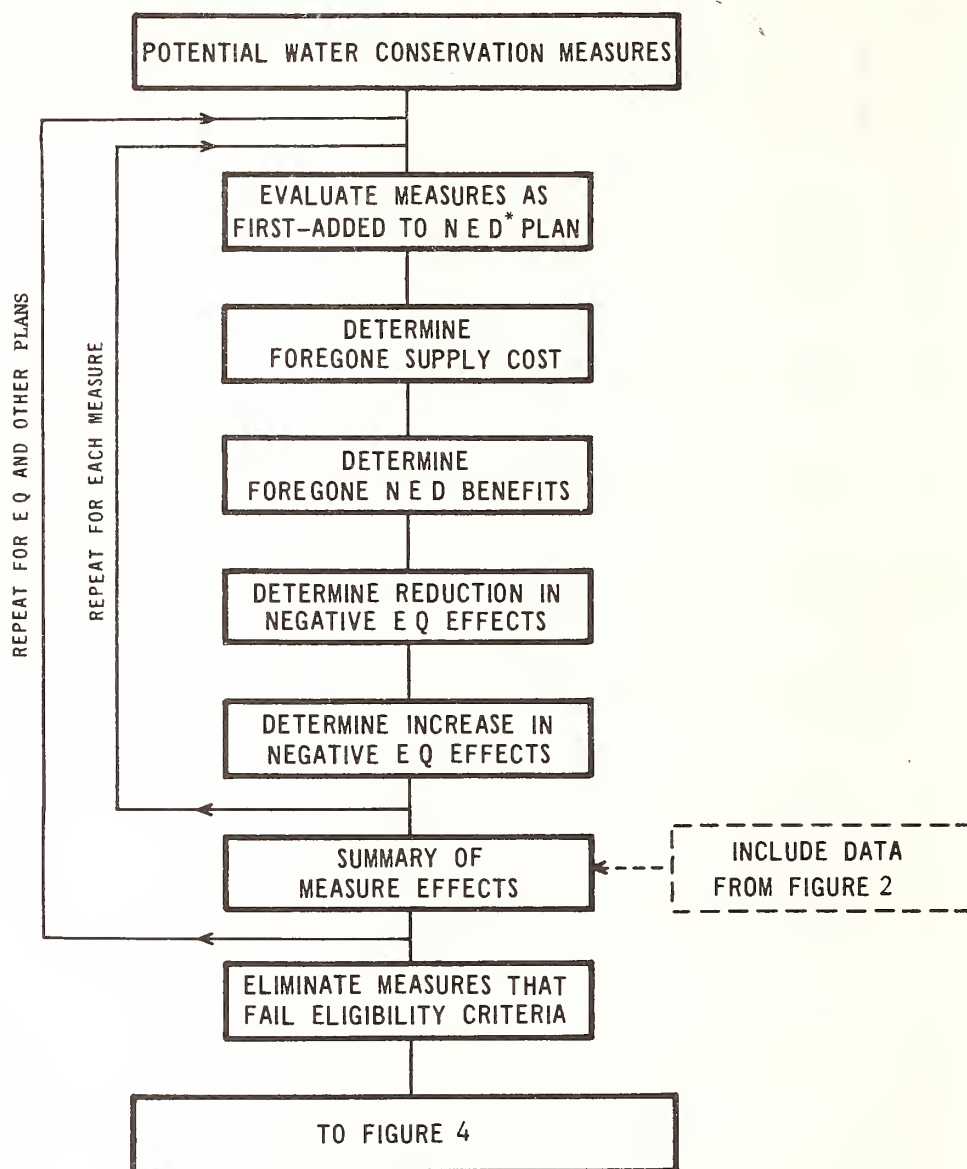 POTENTIAL WATER CONSERVATION MEASURES
EVALUATE MEASURES AS
FIRST-ADDED TO N E D* PLAN
DETERMINE
FOREGONE SUPPLY COST
DETERMINE
FOREGONE N E D BENEFITS
DETERMINE REDUCTION IN
NEGATIVE E Q EFFECTS
DETERMINE INCREASE IN
NEGATIVE E Q EFFECTS
REPEAT FOR E Q AND OTHER PLANS
REPEAT FOR EACH MEASURE
SUMMARY OF
MEASURE EFFECTS
INCLUDE DATA
FROM FIGURE 2
ELIMINATE MEASURES THAT
FAIL ELIGIBILITY CRITERIA
TO FIGURE 4